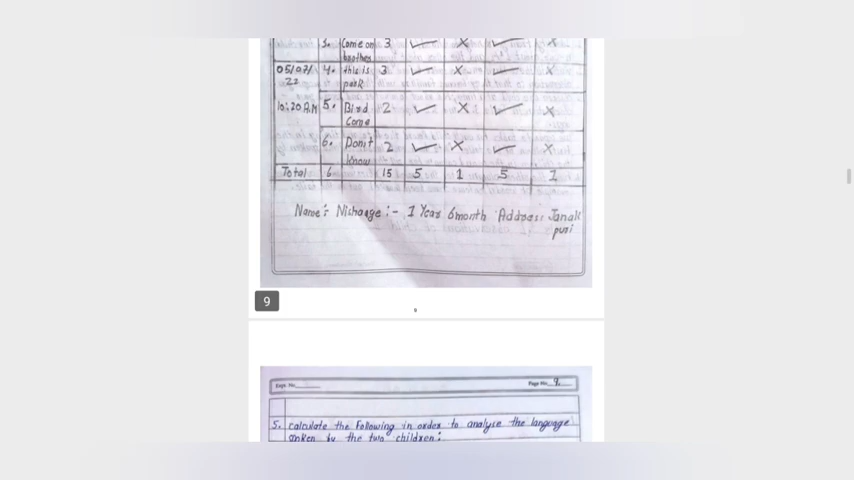 3. Come on 3 ✓ X ✓ X
brother
05/07/ 4. this is 3 ✓ X ✓ X
22 park
10:20 A.M 5. Bird 2 ✓ X ✓ X
Come
6. Don't 2 ✓ X ✓ X
know
Total 6 15 5 1 5 1
Name:- :- 1 Year 6month Address: Janak
puri
9
Page No. Page No. 9.
5. Calculate the following in order to analyse the language
spoken by the two children: